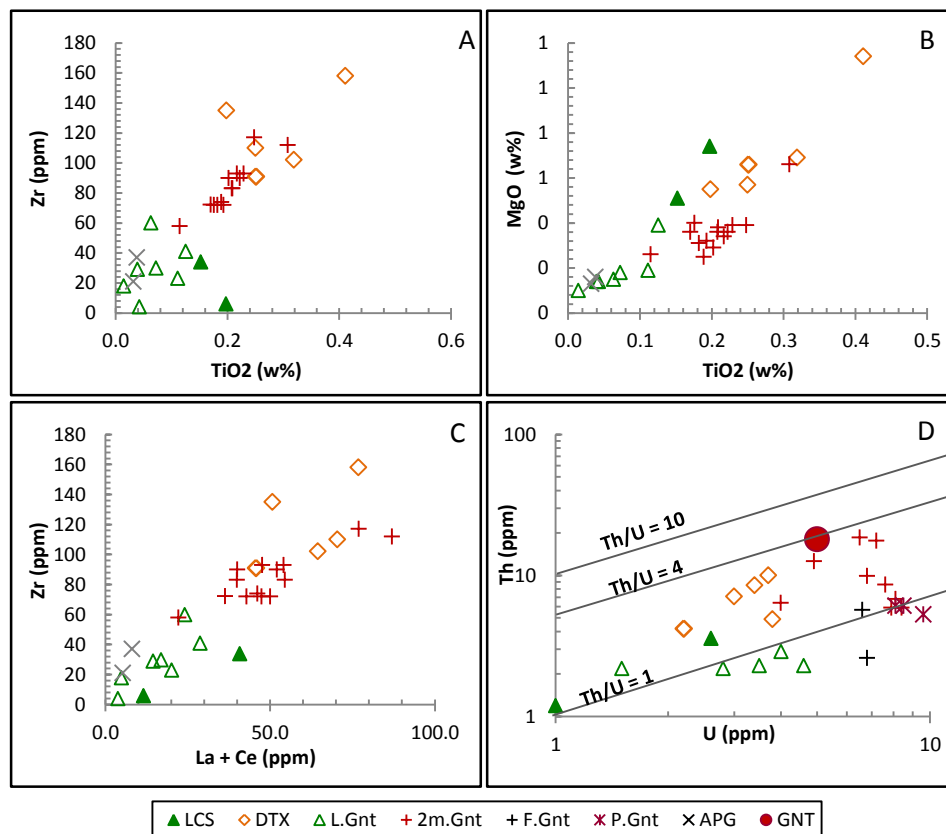 A
180
160
140
120
100
80
60
40
20
0
Zr (ppm)
0.0 0.2 0.4 0.6
TiO2 (w%)
B
1
1
1
1
0
0
0
MgO (w%)
0.0 0.1 0.2 0.3 0.4 0.5
TiO2 (w%)
C
180
160
140
120
100
80
60
40
20
0
Zr (ppm)
0.0 50.0 100.0
La + Ce (ppm)
D
100
10
1
Th (ppm)
Th/U = 10
Th/U = 4
Th/U = 1
1 10
U (ppm)
LCS DTX L.Gnt 2m.Gnt F.Gnt P.Gnt APG GNT